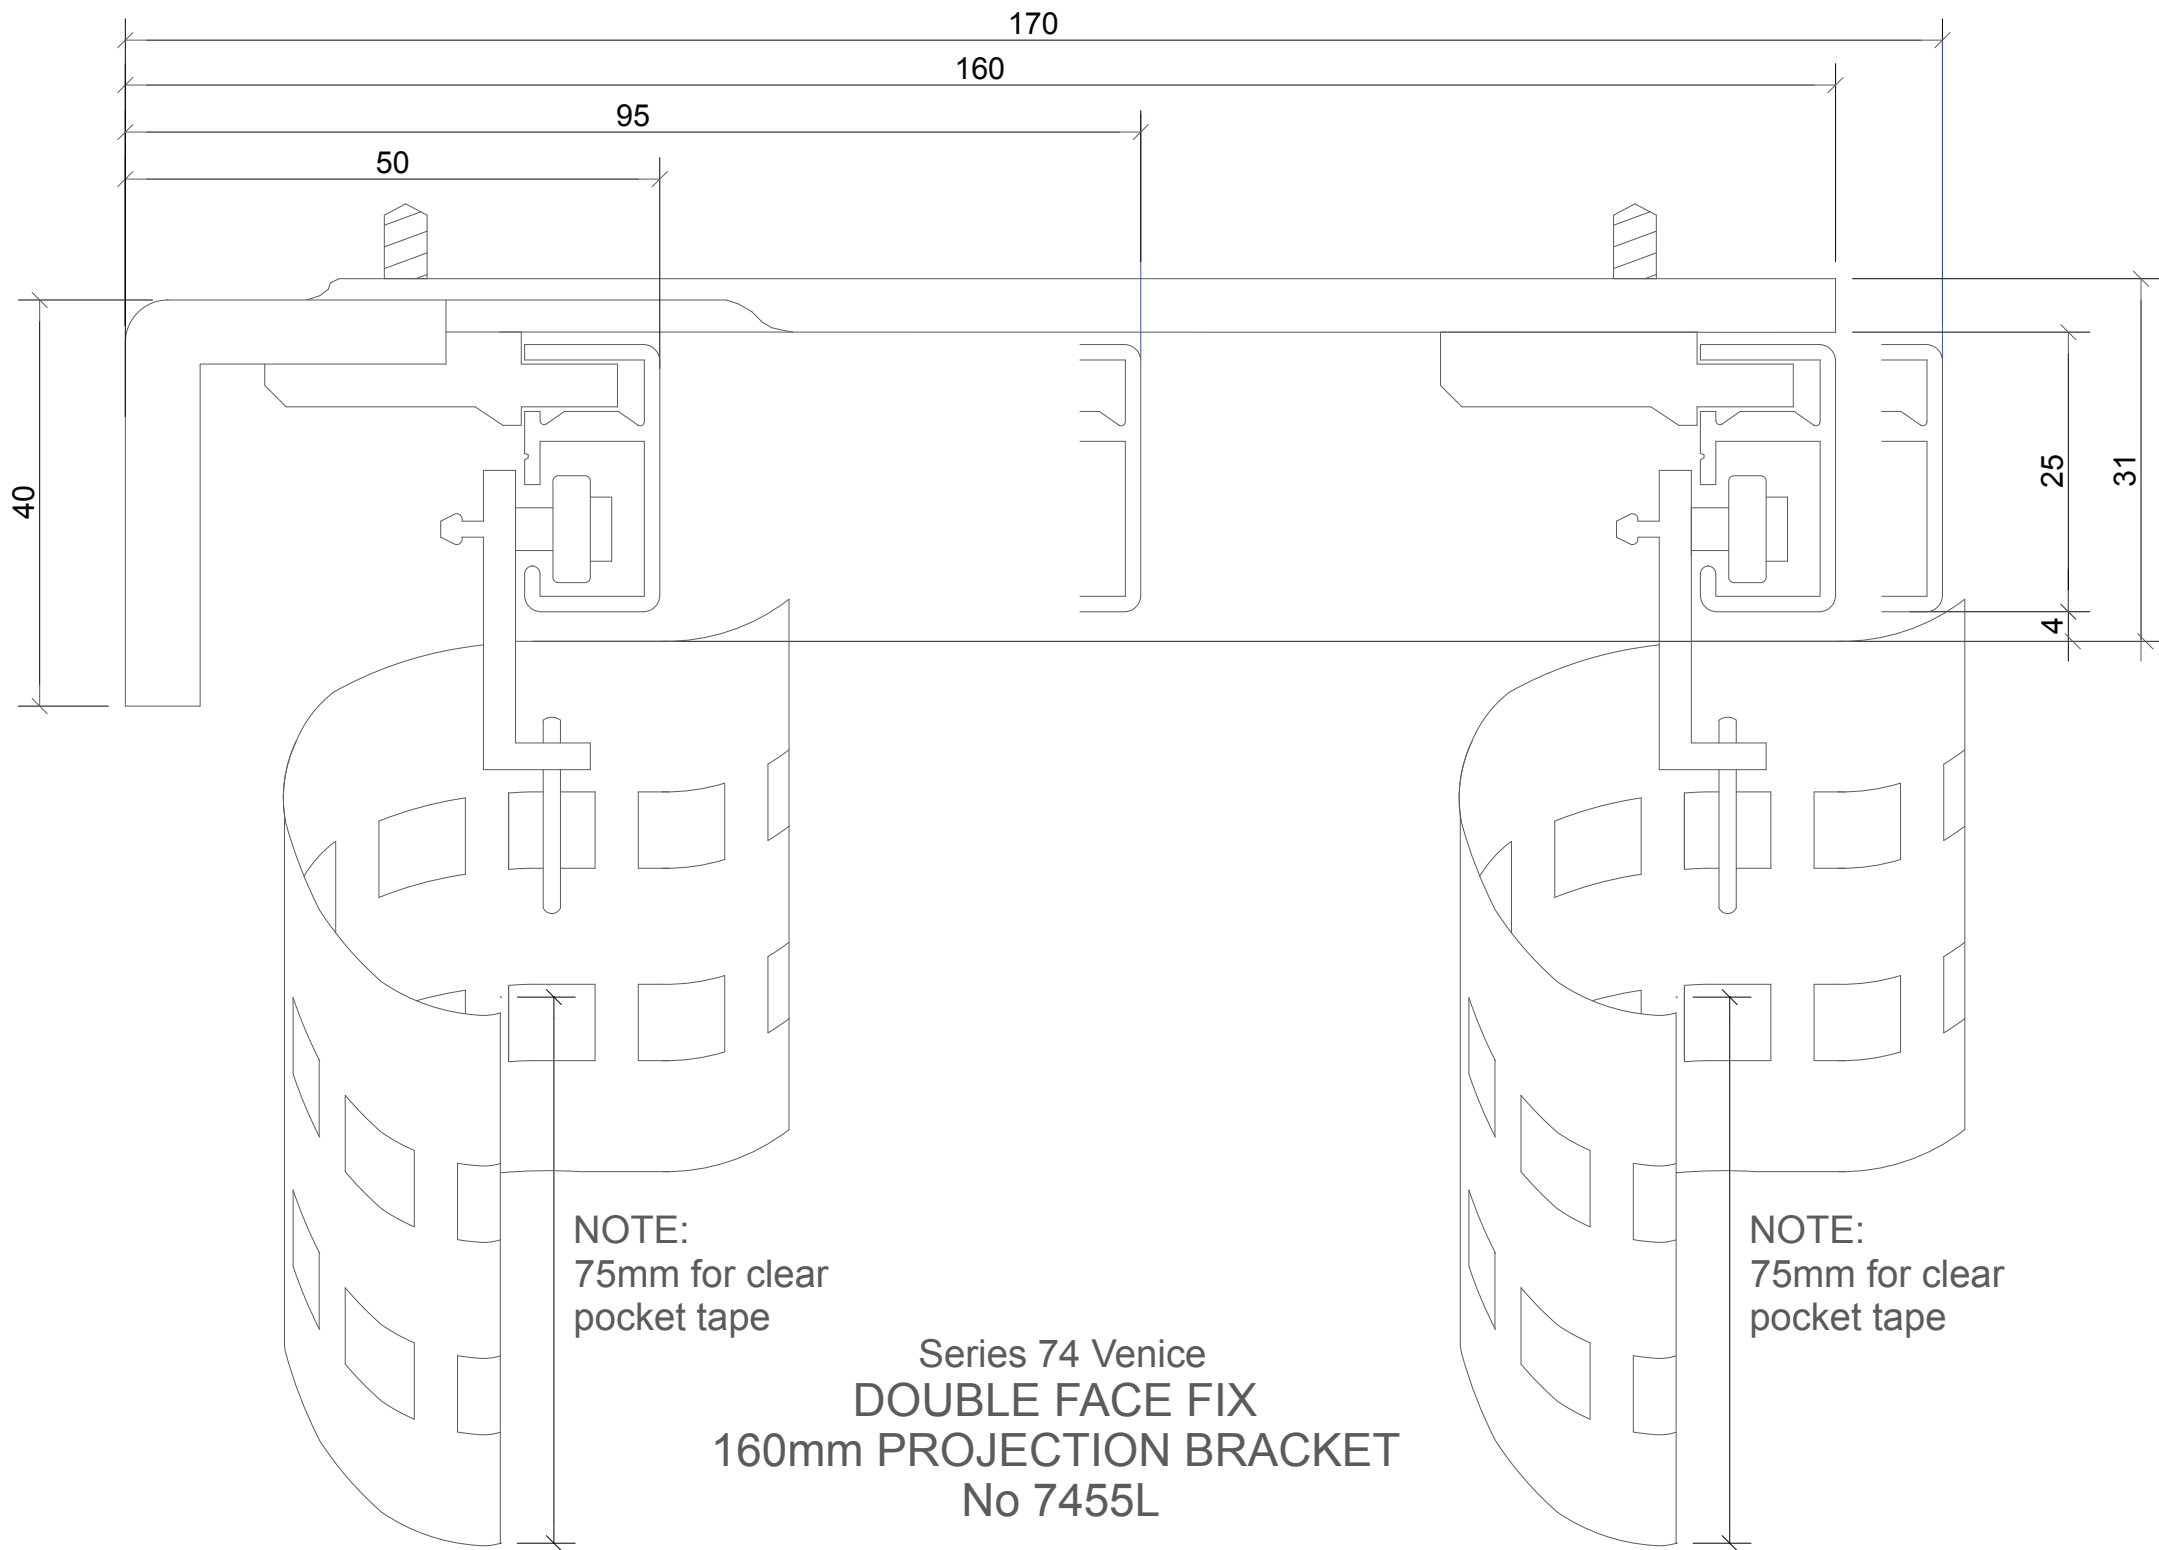 170
160
95
50
40
25
31
4
NOTE:
75mm for clear
pocket tape
NOTE:
75mm for clear
pocket tape
Series 74 Venice
DOUBLE FACE FIX
160mm PROJECTION BRACKET
No 7455L